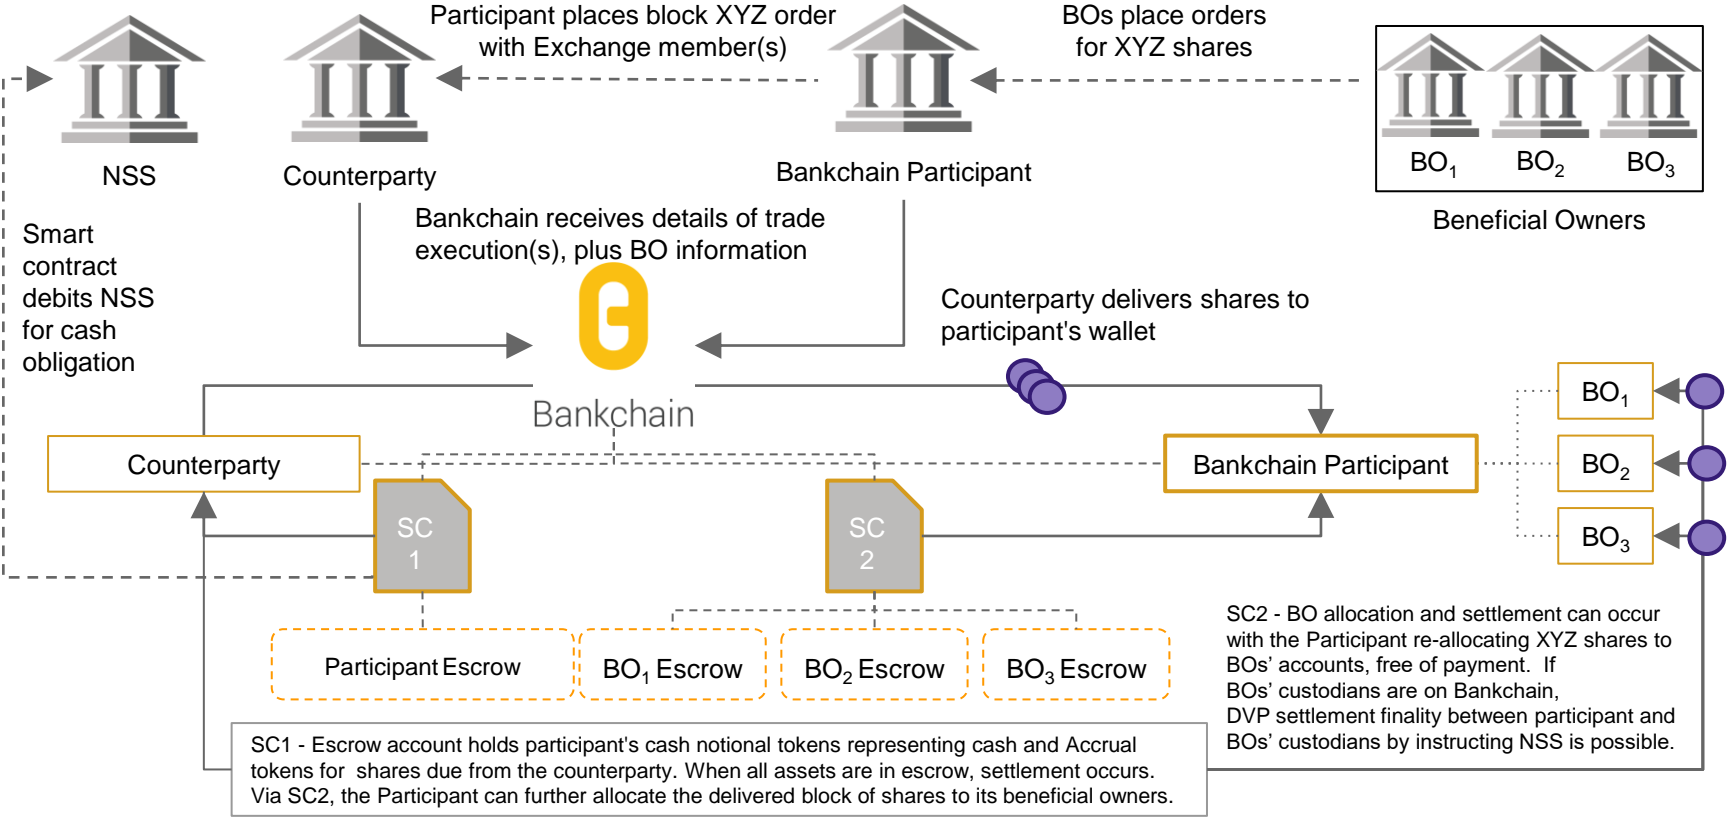 Participant places block XYZ order
with Exchange member(s)
BOs place orders
for XYZ shares
NSS
Counterparty
Bankchain Participant
BO₁
BO₂
BO₃
Beneficial Owners
Smart
contract
debits NSS
for cash
obligation
Bankchain receives details of trade
execution(s), plus BO information
Counterparty delivers shares to
participant's wallet
Bankchain
Counterparty
Bankchain Participant
BO₁
BO₂
BO₃
SC
1
SC
2
Participant Escrow
BO₁ Escrow
BO₂ Escrow
BO₃ Escrow
SC2 - BO allocation and settlement can occur
with the Participant re-allocating XYZ shares to
BOs’ accounts, free of payment. If
BOs’ custodians are on Bankchain,
DVP settlement finality between participant and
BOs’ custodians by instructing NSS is possible.
SC1 - Escrow account holds participant's cash notional tokens representing cash and Accrual
tokens for shares due from the counterparty. When all assets are in escrow, settlement occurs.
Via SC2, the Participant can further allocate the delivered block of shares to its beneficial owners.